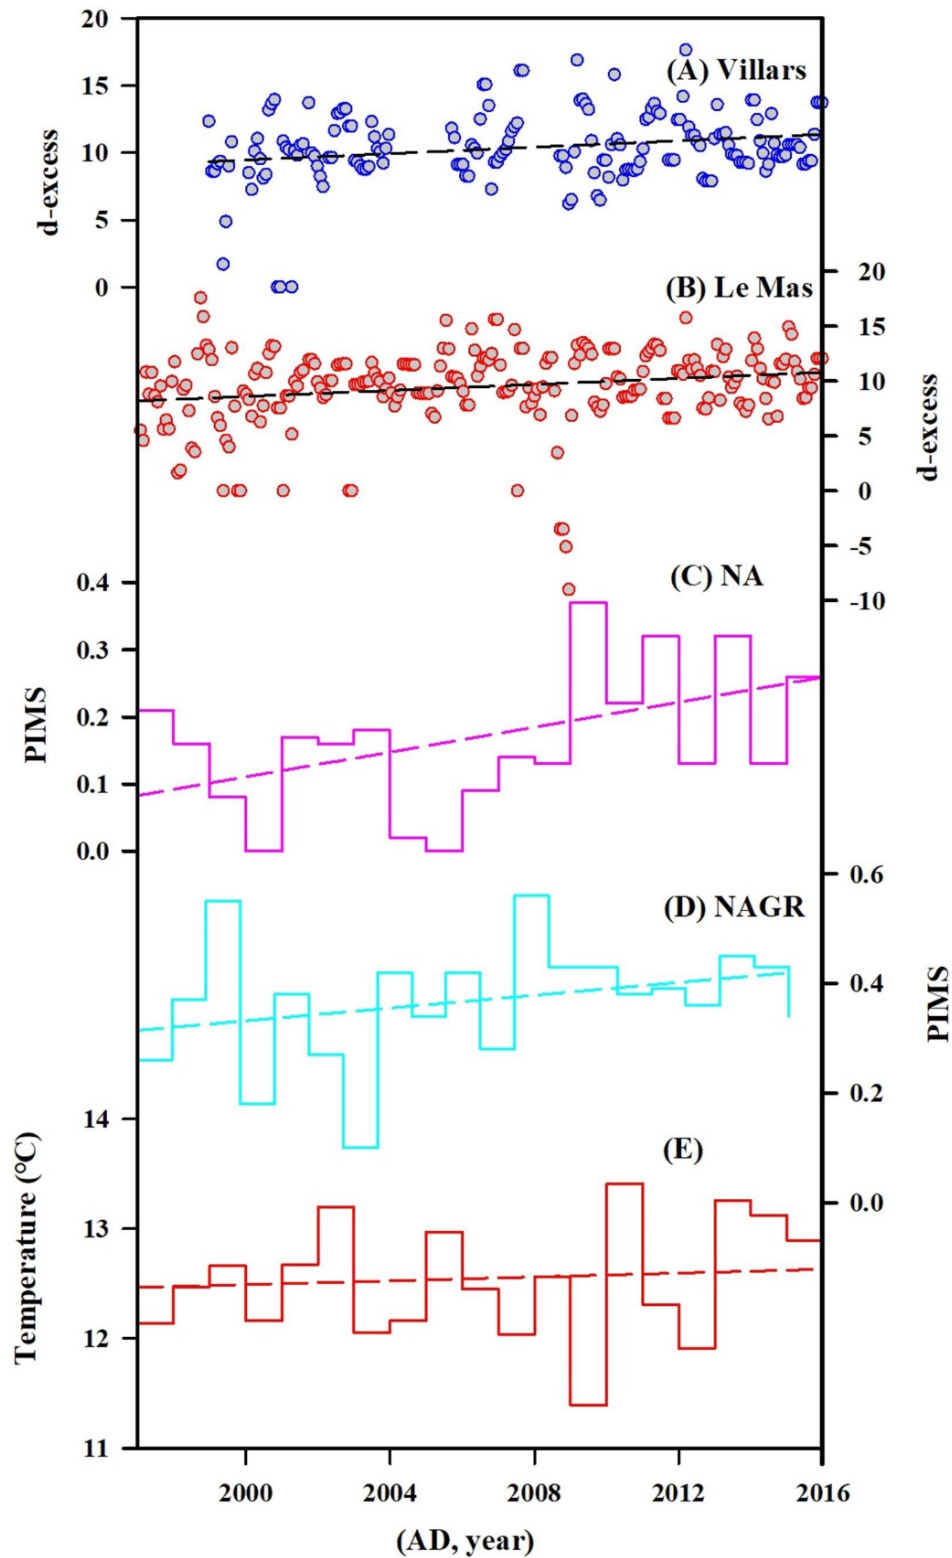 20
15
10
5
0
d-excess
(A) Villars
20
15
10
5
0
-5
-10
d-excess
(B) Le Mas
0.4
0.3
0.2
0.1
0.0
PIMS
(C) NA
0.6
0.4
0.2
0.0
PIMS
(D) NAGR
14
13
12
11
Temperature (°C)
(E)
2000 2004 2008 2012 2016
(AD, year)